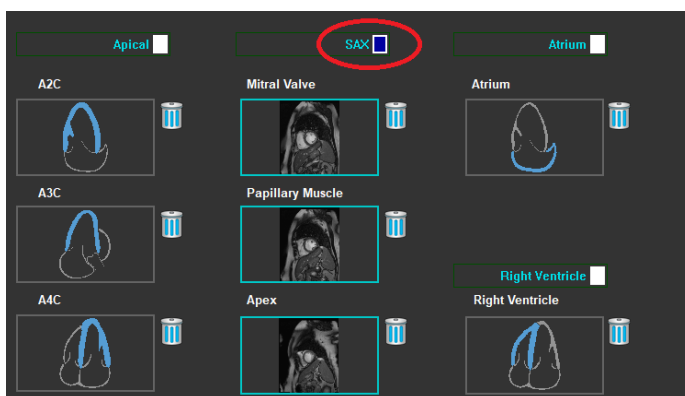 Apical
SAX
Atrium
A2C
Mitral Valve
Atrium
A3C
Papillary Muscle
Right Ventricle
A4C
Apex
Right Ventricle